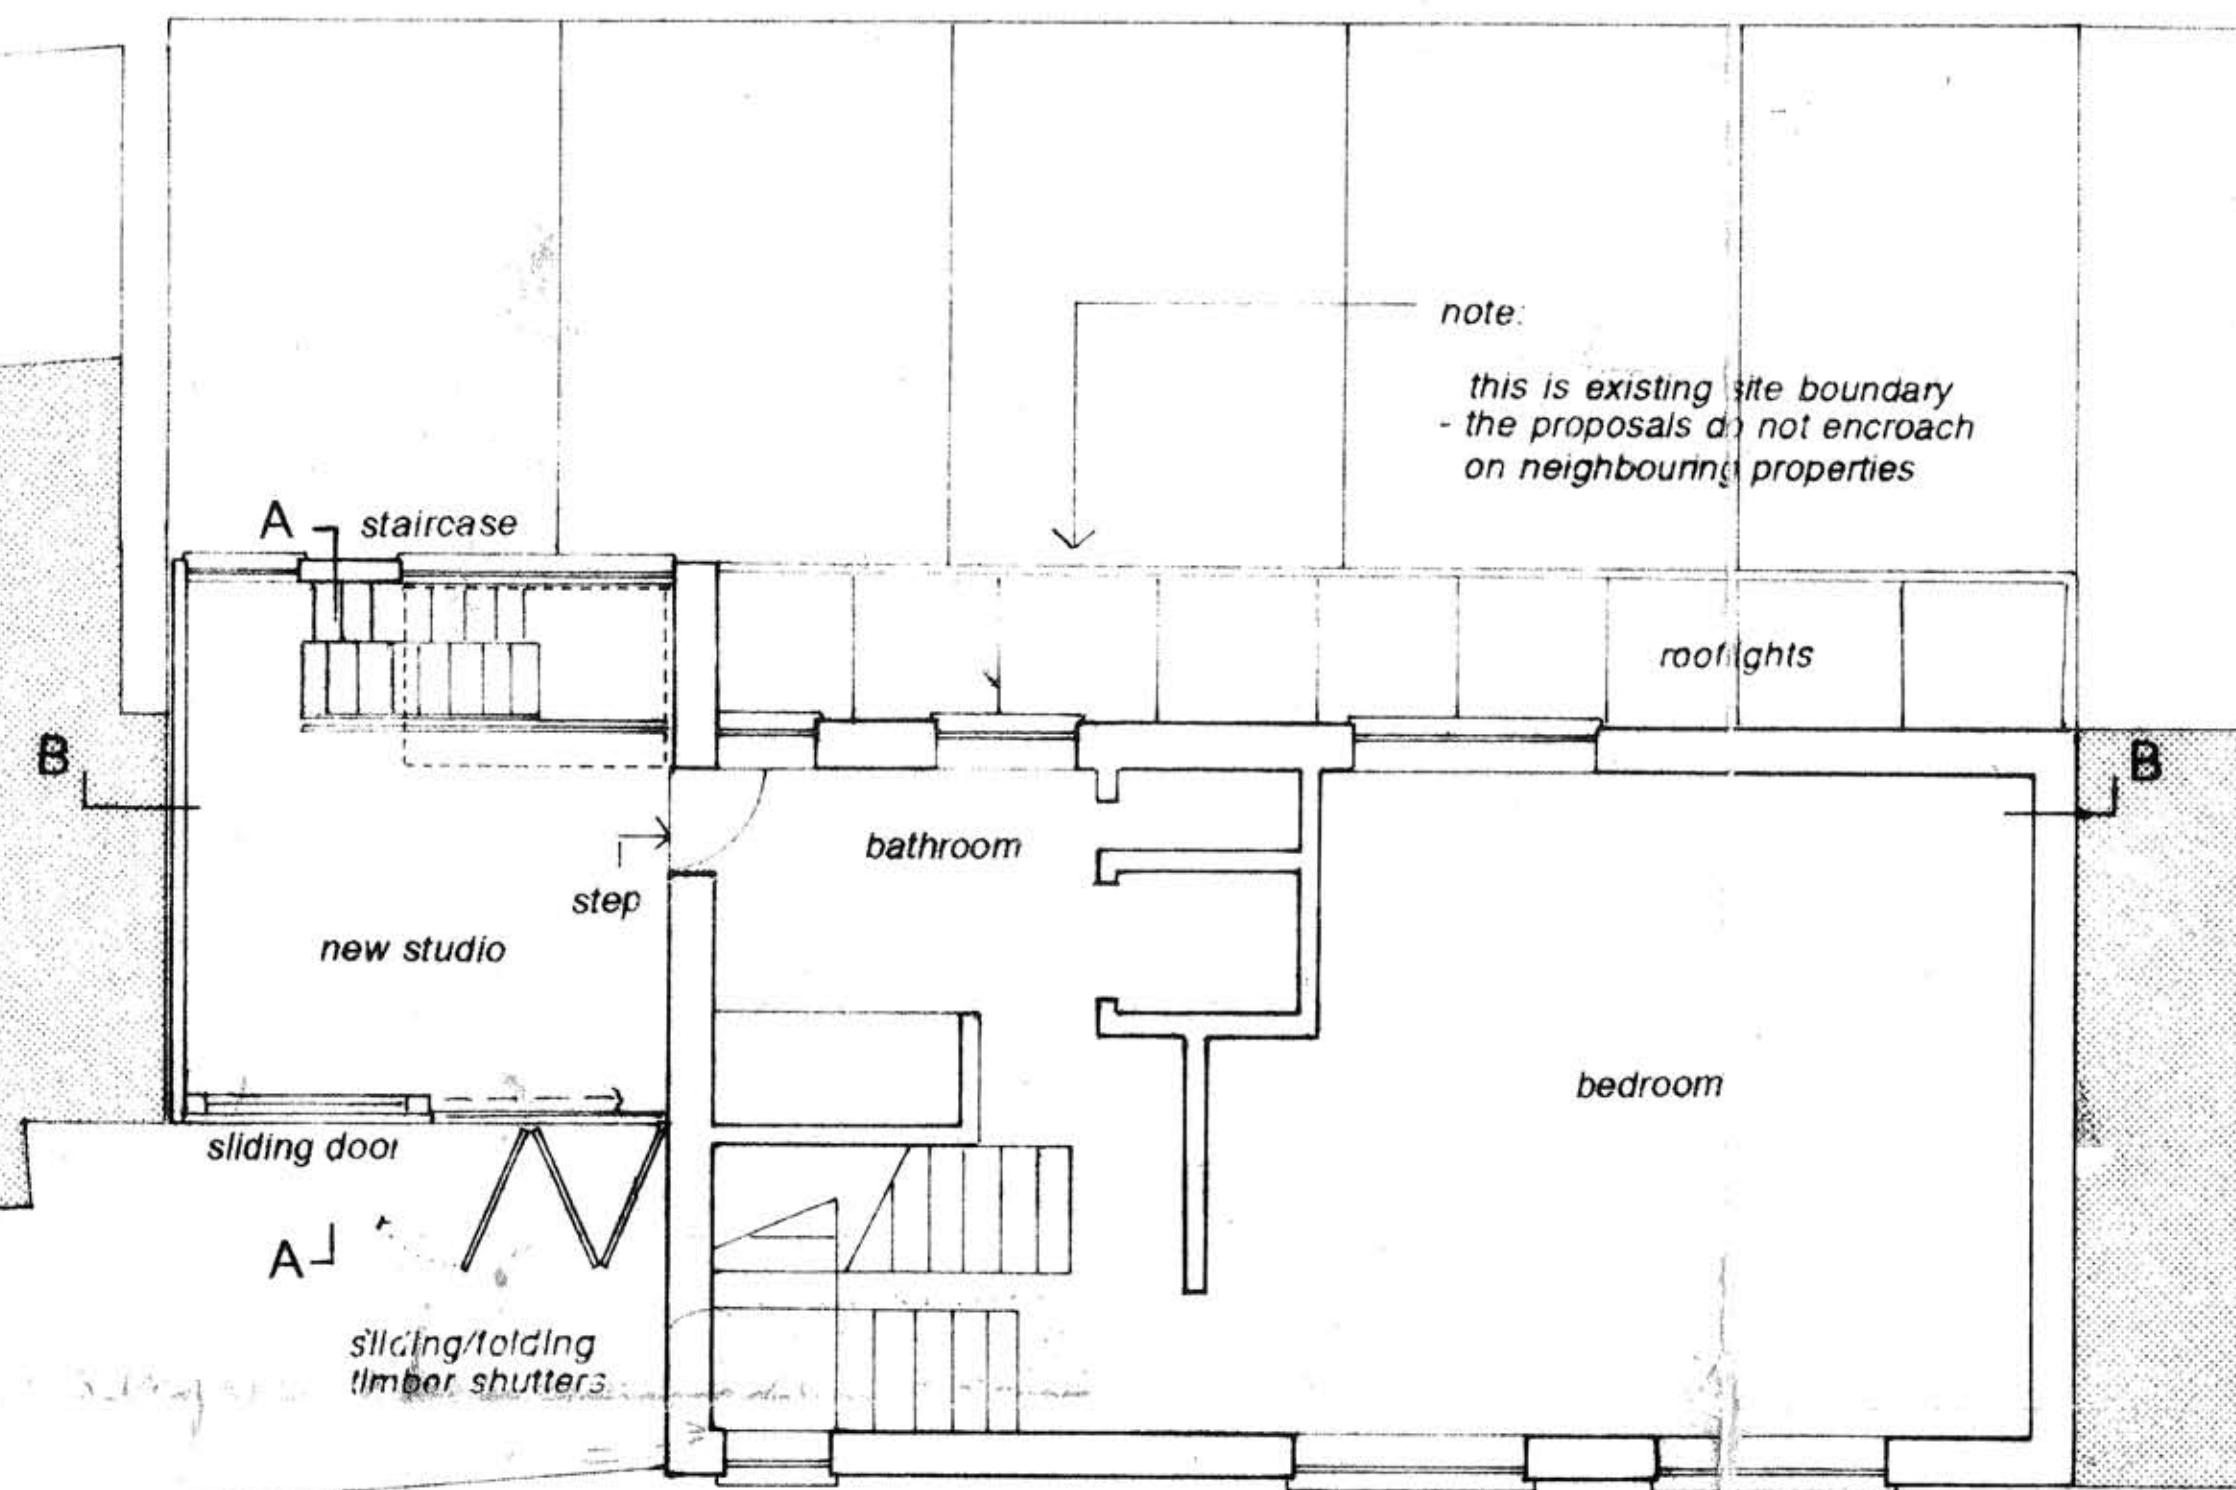 note:
this is existing site boundary
- the proposals do not encroach
on neighbouring properties
A
staircase
rooflights
B
B
bathroom
step
new studio
bedroom
sliding door
A
sliding/folding
timber shutters